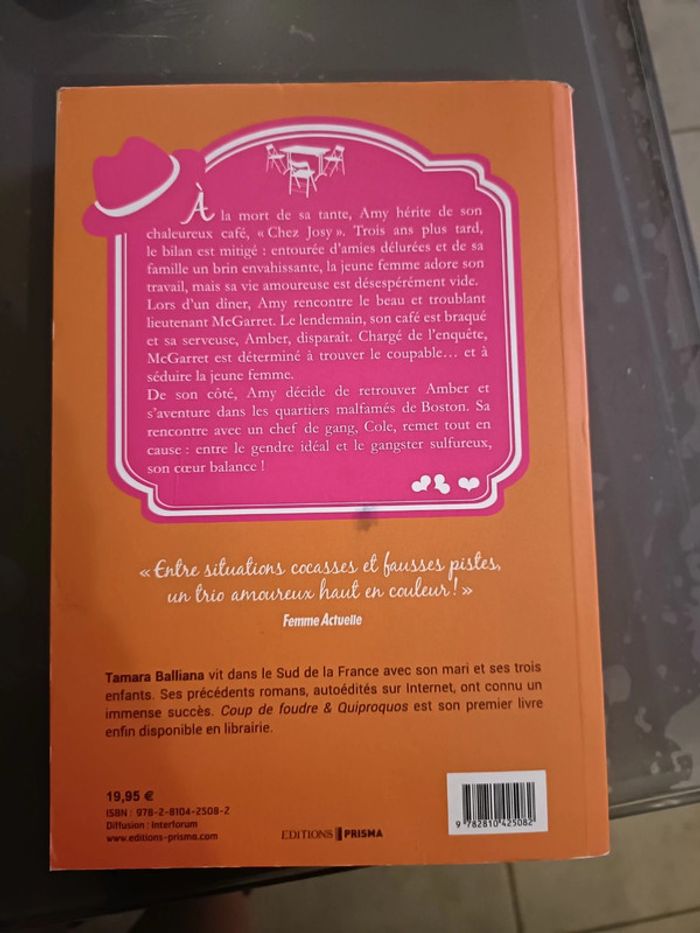 À la mort de sa tante, Amy hérite de son
chaleureux café, « Chez Josy ». Trois ans plus tard,
le bilan est mitigé : entourée d'amies délurées et de sa
famille un brin envahissante, la jeune femme adore son
travail, mais sa vie amoureuse est désespérément vide.
Lors d'un dîner, Amy rencontre le beau et troublant
lieutenant McGarret. Le lendemain, son café est braqué
et sa serveuse, Amber, disparaît. Chargé de l'enquête,
McGarret est déterminé à trouver le coupable… et à
séduire la jeune femme.
De son côté, Amy décide de retrouver Amber et
s'aventure dans les quartiers malfamés de Boston. Sa
rencontre avec un chef de gang, Cole, remet tout en
cause : entre le gendre idéal et le gangster sulfureux,
son cœur balance !
« Entre situations cocasses et fausses pistes,
un trio amoureux haut en couleur ! »
Femme Actuelle
Tamara Balliana vit dans le Sud de la France avec son mari et ses trois
enfants. Ses précédents romans, autoédités sur Internet, ont connu un
immense succès. Coup de foudre & Quiproquos est son premier livre
enfin disponible en librairie.
19,95 €
ISBN : 978-2-8104-2508-2
Diffusion : Interforum
www.editions-prisma.com
EDITIONS PRISMA
9 782810 425082